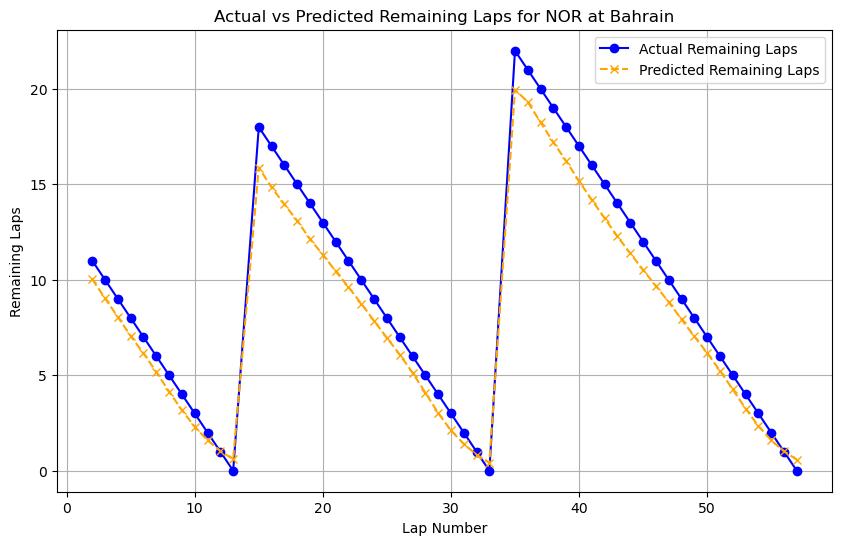 Actual vs Predicted Remaining Laps for NOR at Bahrain
Actual Remaining Laps
Predicted Remaining Laps
Remaining Laps
20
15
10
5
0
0 10 20 30 40 50
Lap Number